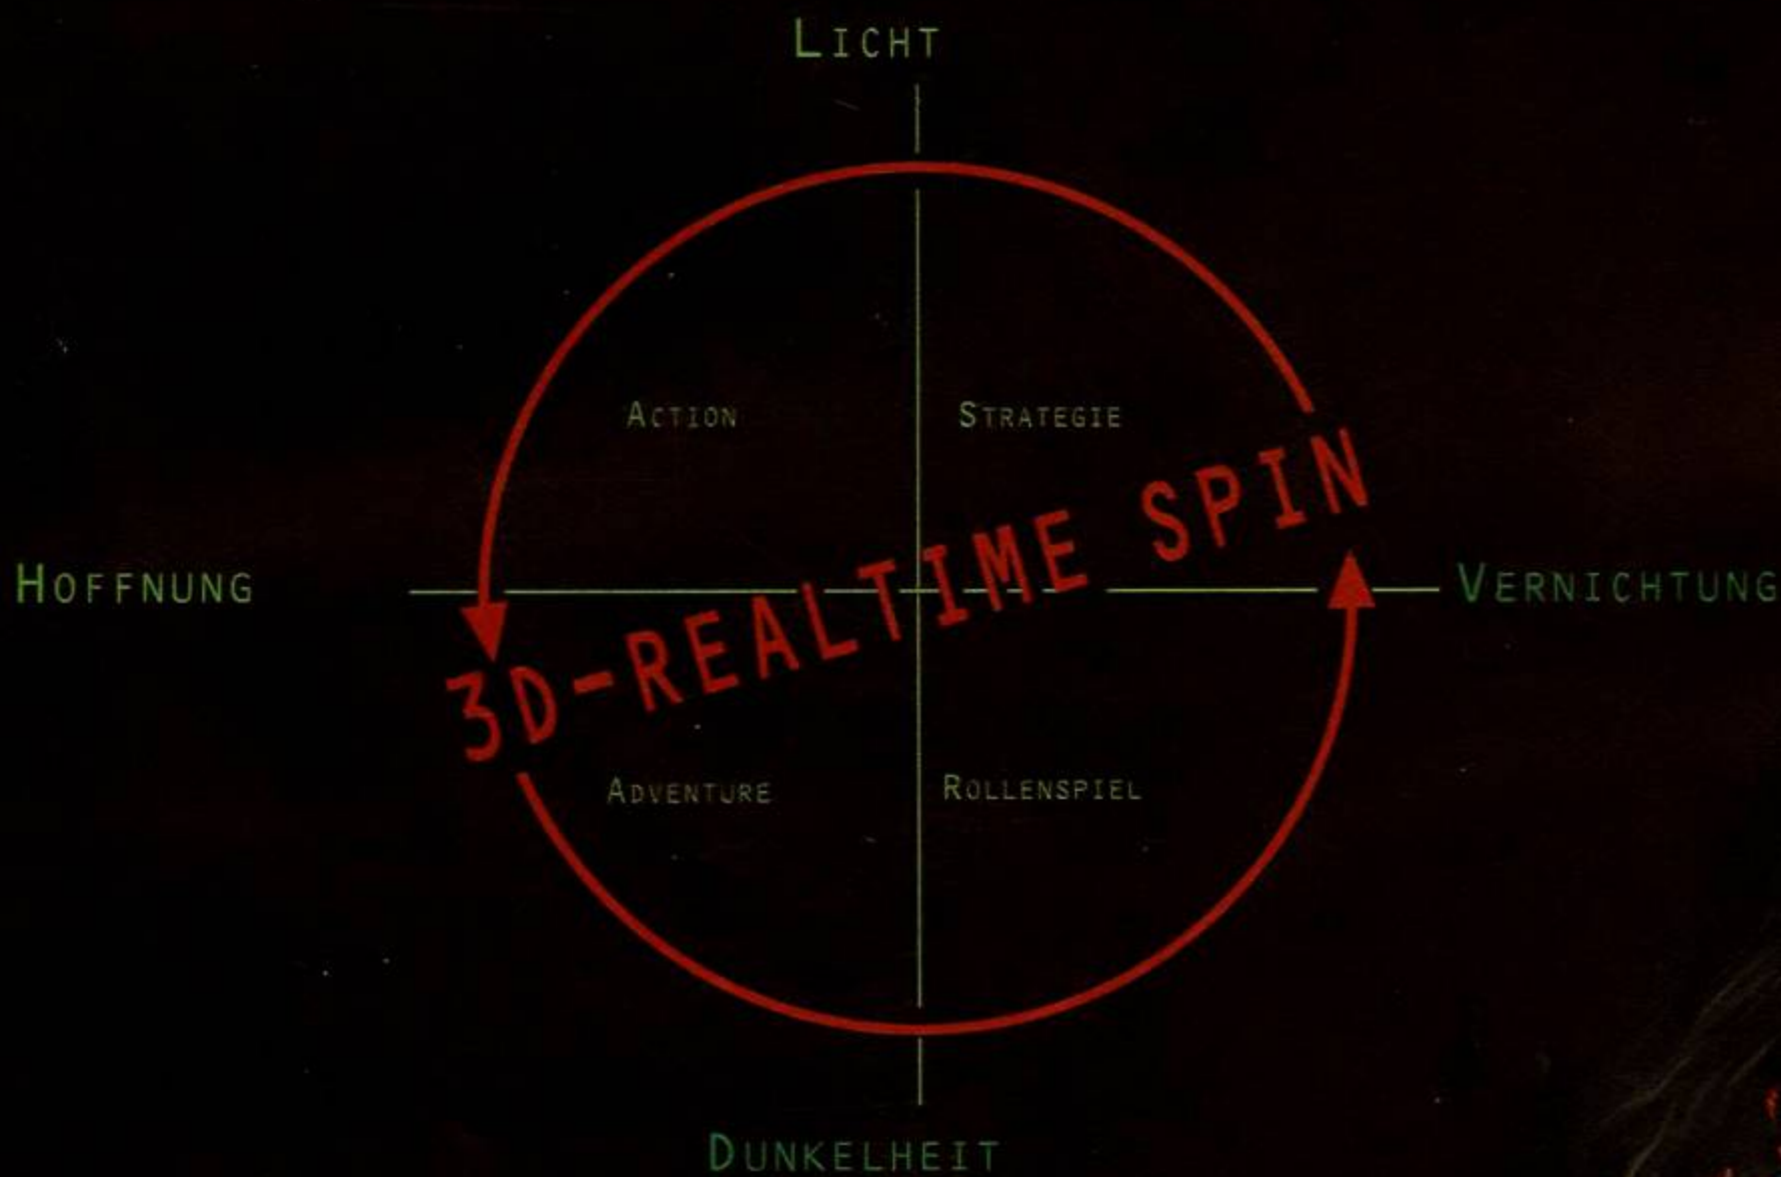 LICHT
ACTION
STRATEGIE
3D-REALTIME SPIN
HOFFNUNG
VERNICHTUNG
ADVENTURE
ROLLENSPIEL
DUNKELHEIT